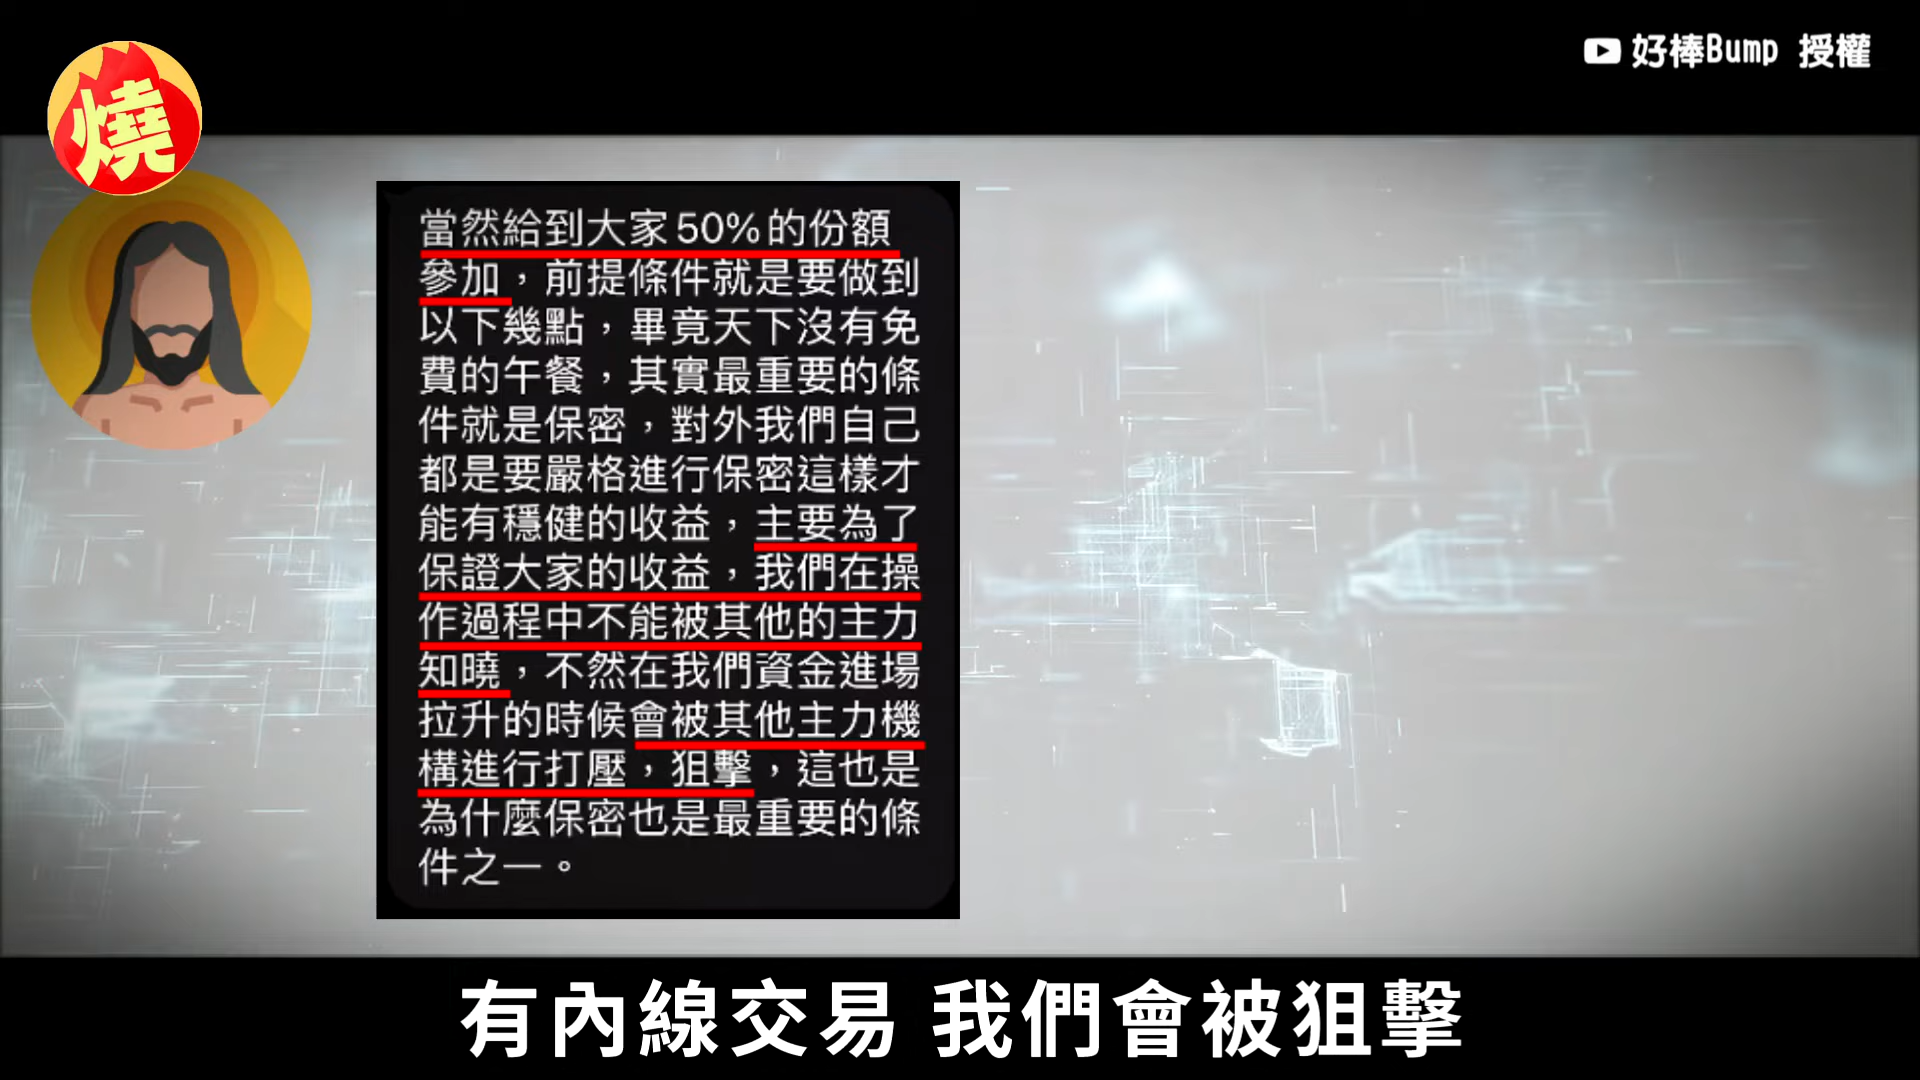 燒
好棒Bump 授權
當然給到大家50%的份額
參加，前提條件就是要做到
以下幾點，畢竟天下沒有免
費的午餐，其實最重要的條
件就是保密，對外我們自己
都是要嚴格進行保密這樣才
能有穩健的收益，主要為了
保證大家的收益，我們在操
作過程中不能被其他的主力
知曉，不然在我們資金進場
拉升的時候會被其他主力機
構進行打壓，狙擊，這也是
為什麼保密也是最重要的條
件之一。
有內線交易 我們會被狙擊